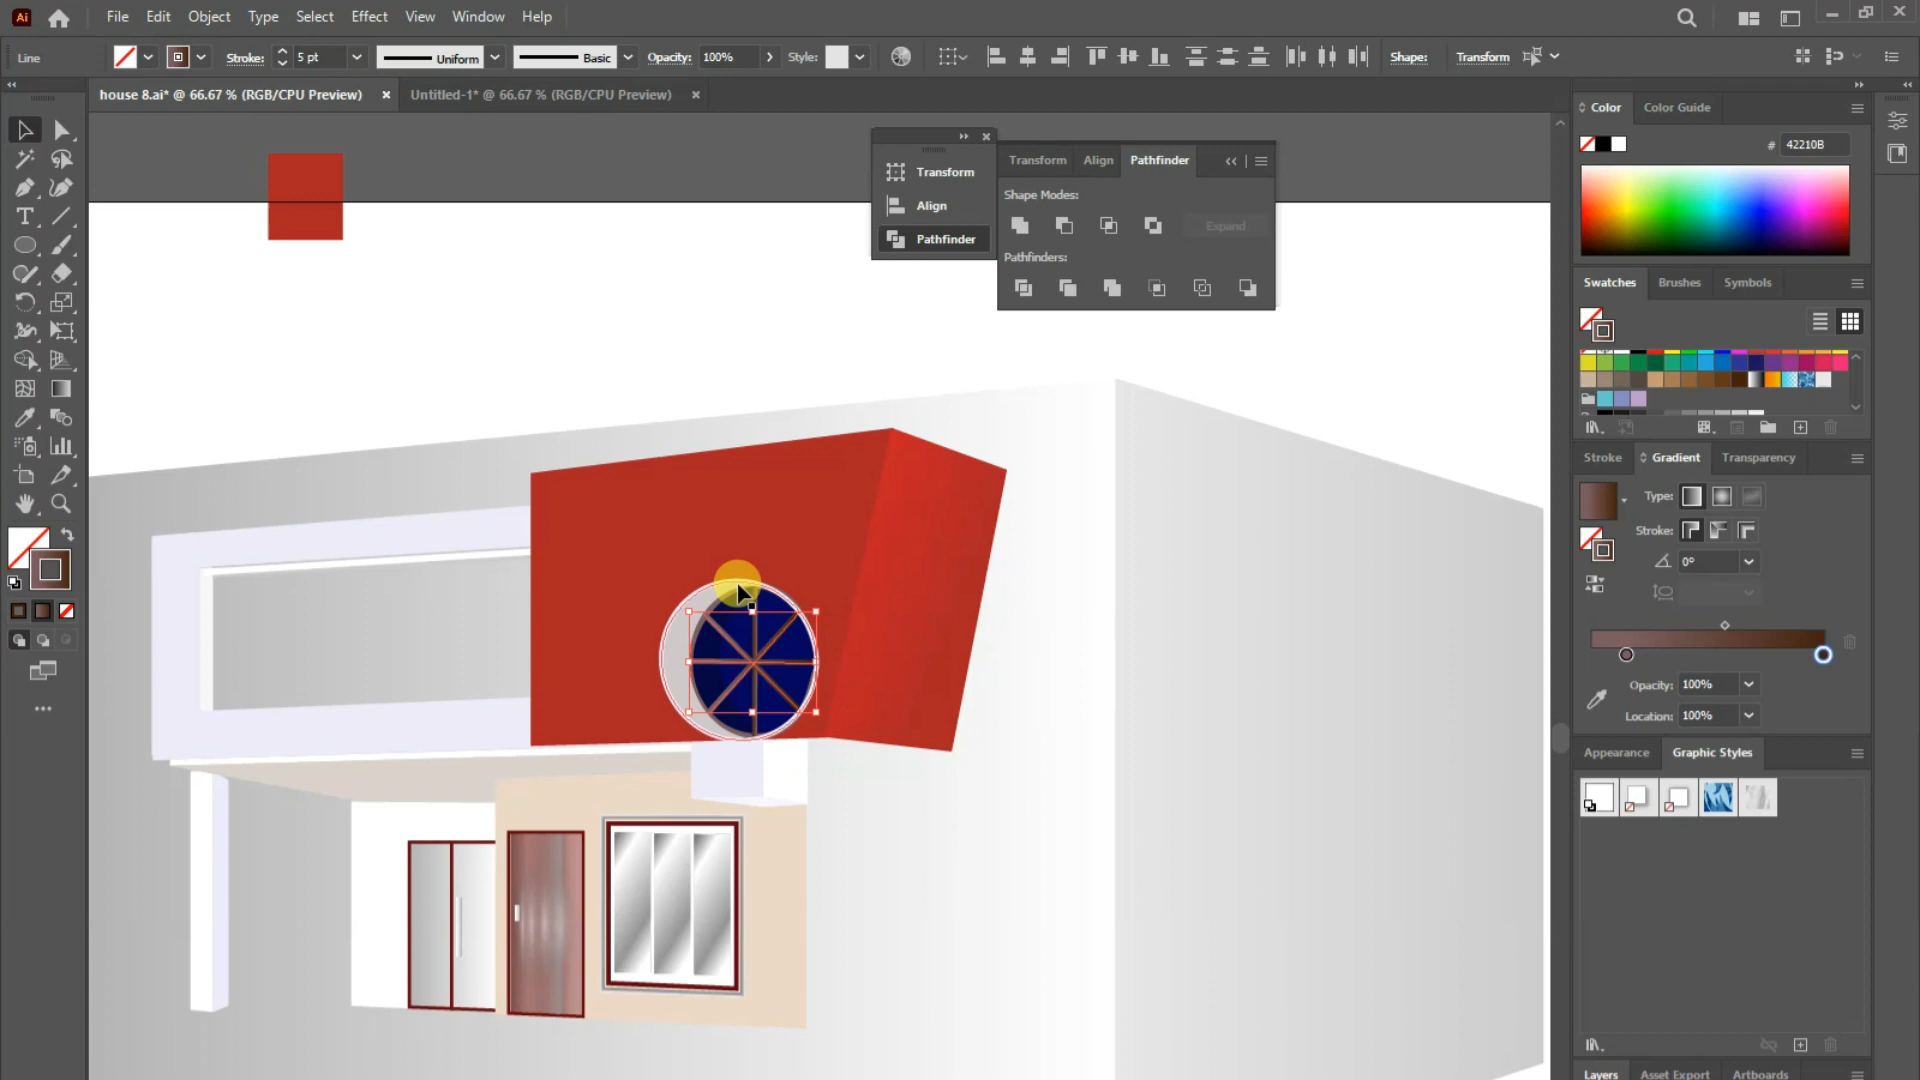 Ai File Edit Object Type Select Effect View Window Help
Line Stroke: 5 pt Uniform Basic Opacity: 100% Style: Shape: Transform
house 8.ai* @ 66.67 % (RGB/CPU Preview) × Untitled-1* @ 66.67 % (RGB/CPU Preview) ×
Transform
Align
Pathfinder
Transform Align Pathfinder
Shape Modes:
Expand
Pathfinders:
Color Color Guide
# 42210B
Swatches Brushes Symbols
Stroke Gradient Transparency
Type:
Stroke:
0°
Opacity: 100%
Location: 100%
Appearance Graphic Styles
Layers Asset Export Artboards